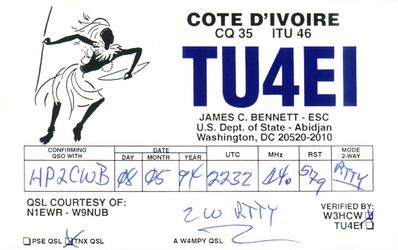 COTE D'IVOIRE
CQ 35 ITU 46
TU4EI
JAMES C. BENNETT - ESC
U.S. Dept. of State - Abidjan
Washington, DC 20520-2010
CONFIRMING QSO WITH DATE DAY MONTH YEAR UTC MHz RST MODE 2-WAY
HP2CWB 08 05 94 2232 14.0 579 RTTY
QSL COURTESY OF:
N1EWR - W9NUB
2 W RTTY
VERIFIED BY:
W3HCW
TU4EI
PSE QSL TNX QSL
A W4MPY QSL